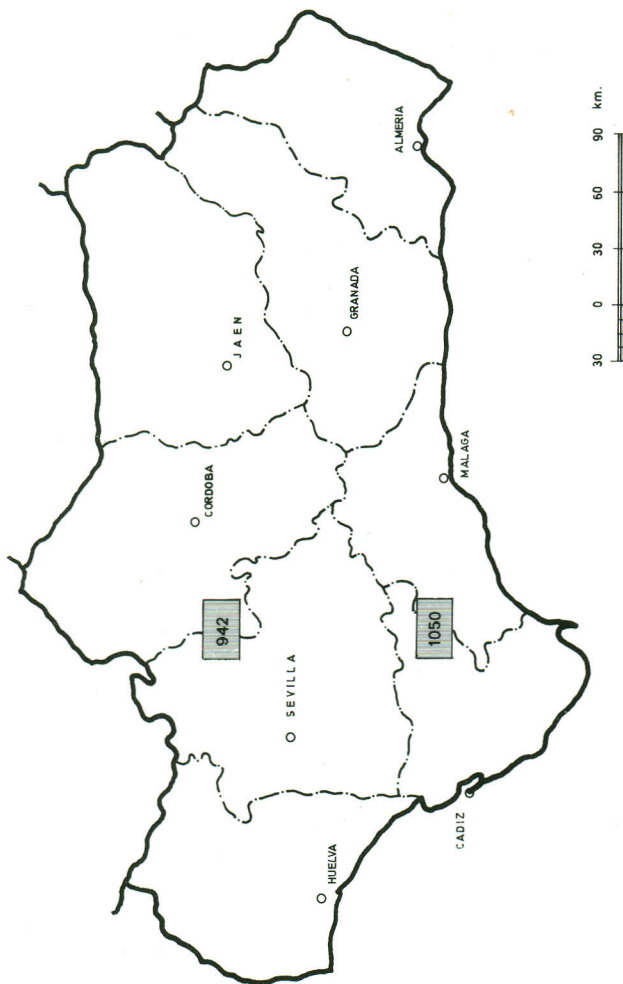 JAEN
CORDOBA
942
SEVILLA
HUELVA
GRANADA
ALMERIA
MALAGA
1050
CADIZ
30 0 30 60 90 km.